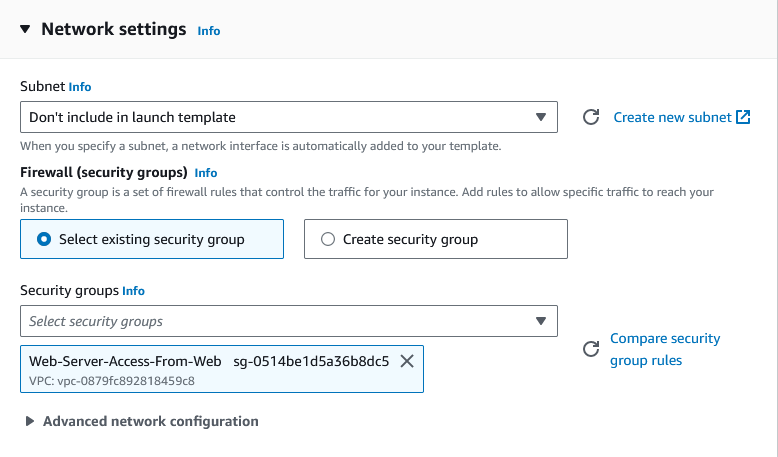 Network settings Info
Subnet Info
Don't include in launch template
Create new subnet
When you specify a subnet, a network interface is automatically added to your template.
Firewall (security groups) Info
A security group is a set of firewall rules that control the traffic for your instance. Add rules to allow specific traffic to reach your
instance.
Select existing security group
Create security group
Security groups Info
Select security groups
Compare security
group rules
Web-Server-Access-From-Web sg-0514be1d5a36b8dc5
VPC: vpc-0879fc892818459c8
Advanced network configuration